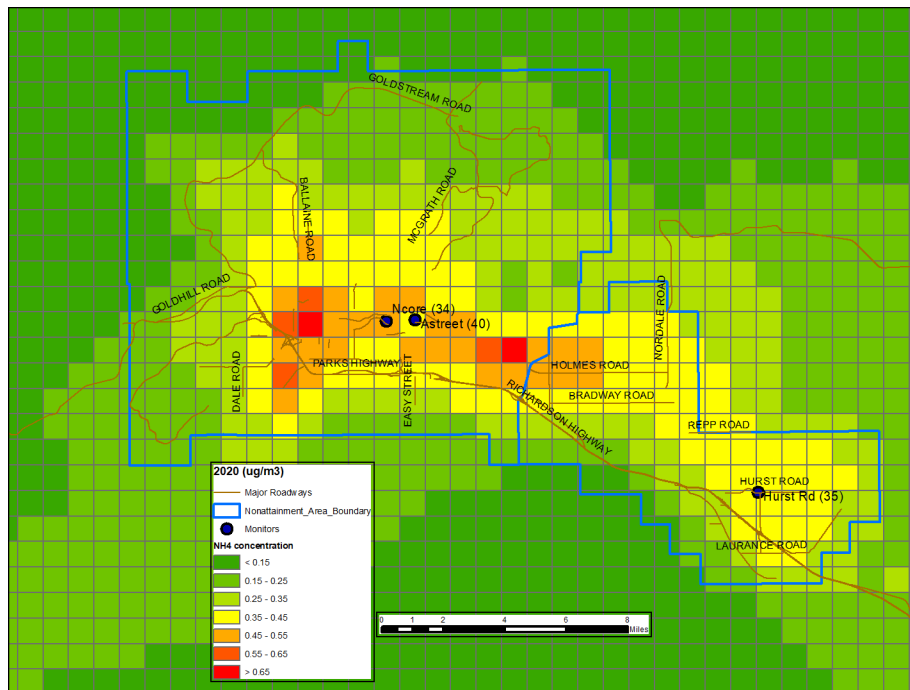 GOLDSTREAM ROAD
BALLAINE ROAD
MCGRATH ROAD
GOLDHILL ROAD
Ncore (34)
Astreet (40)
NORDALE ROAD
DALE ROAD
PARKS HIGHWAY
EASY STREET
HOLMES ROAD
BRADWAY ROAD
RICHARDSON HIGHWAY
REPP ROAD
HURST ROAD
Hurst Rd (35)
LAURANCE ROAD
2020 (ug/m3)
Major Roadways
Nonattainment_Area_Boundary
Monitors
NH4 concentration
< 0.15
0.15 - 0.25
0.25 - 0.35
0.35 - 0.45
0.45 - 0.55
0.55 - 0.65
> 0.65
0 1 2 4 6 8
Miles